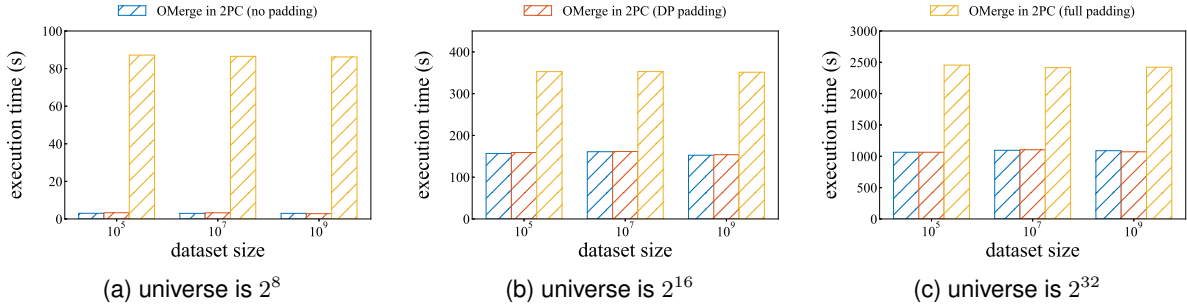 OMerge in 2PC (no padding) OMerge in 2PC (DP padding) OMerge in 2PC (full padding)
execution time (s)
100
80
60
40
20
0
10^5 10^7 10^9
dataset size
(a) universe is 2^8
execution time (s)
400
300
200
100
0
10^5 10^7 10^9
dataset size
(b) universe is 2^16
execution time (s)
3000
2500
2000
1500
1000
500
0
10^5 10^7 10^9
dataset size
(c) universe is 2^32